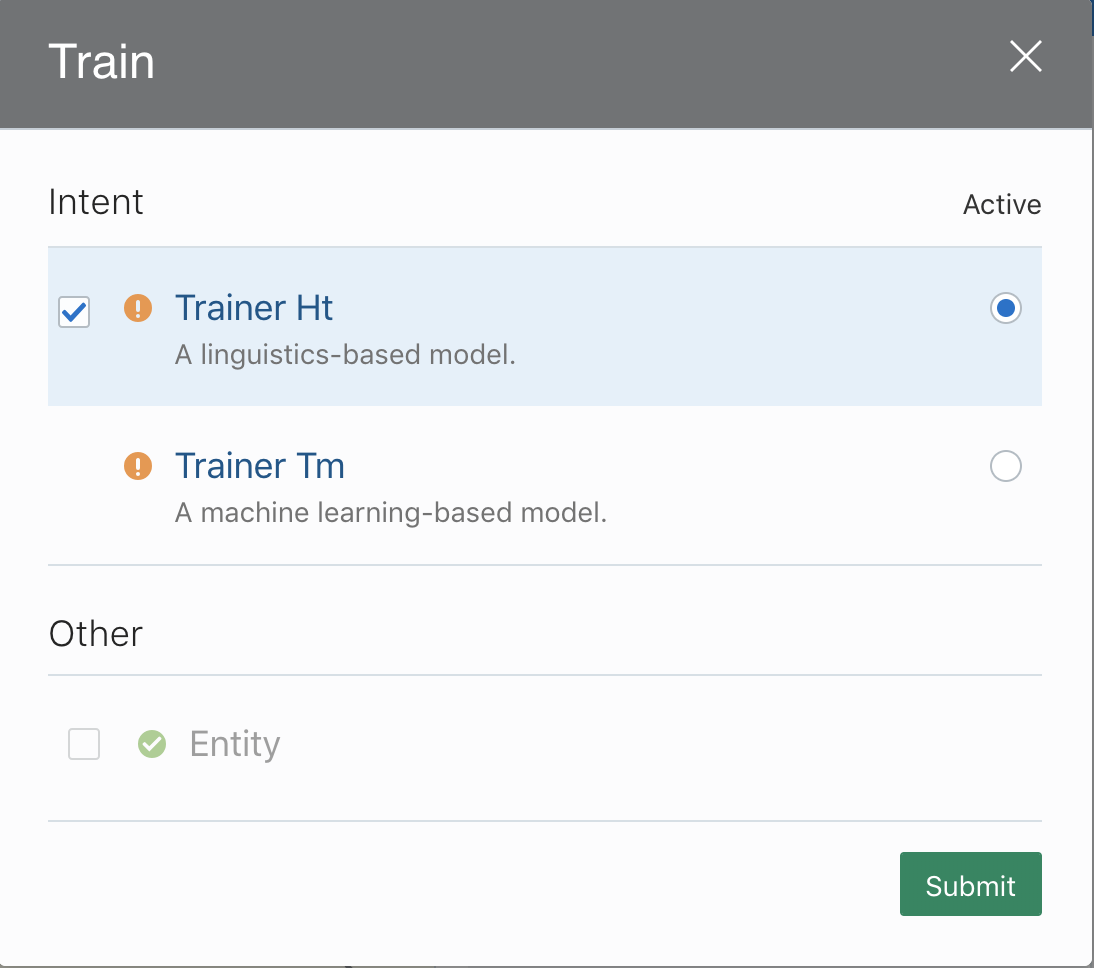 Train
Intent
Active
Trainer Ht
A linguistics-based model.
Trainer Tm
A machine learning-based model.
Other
Entity
Submit